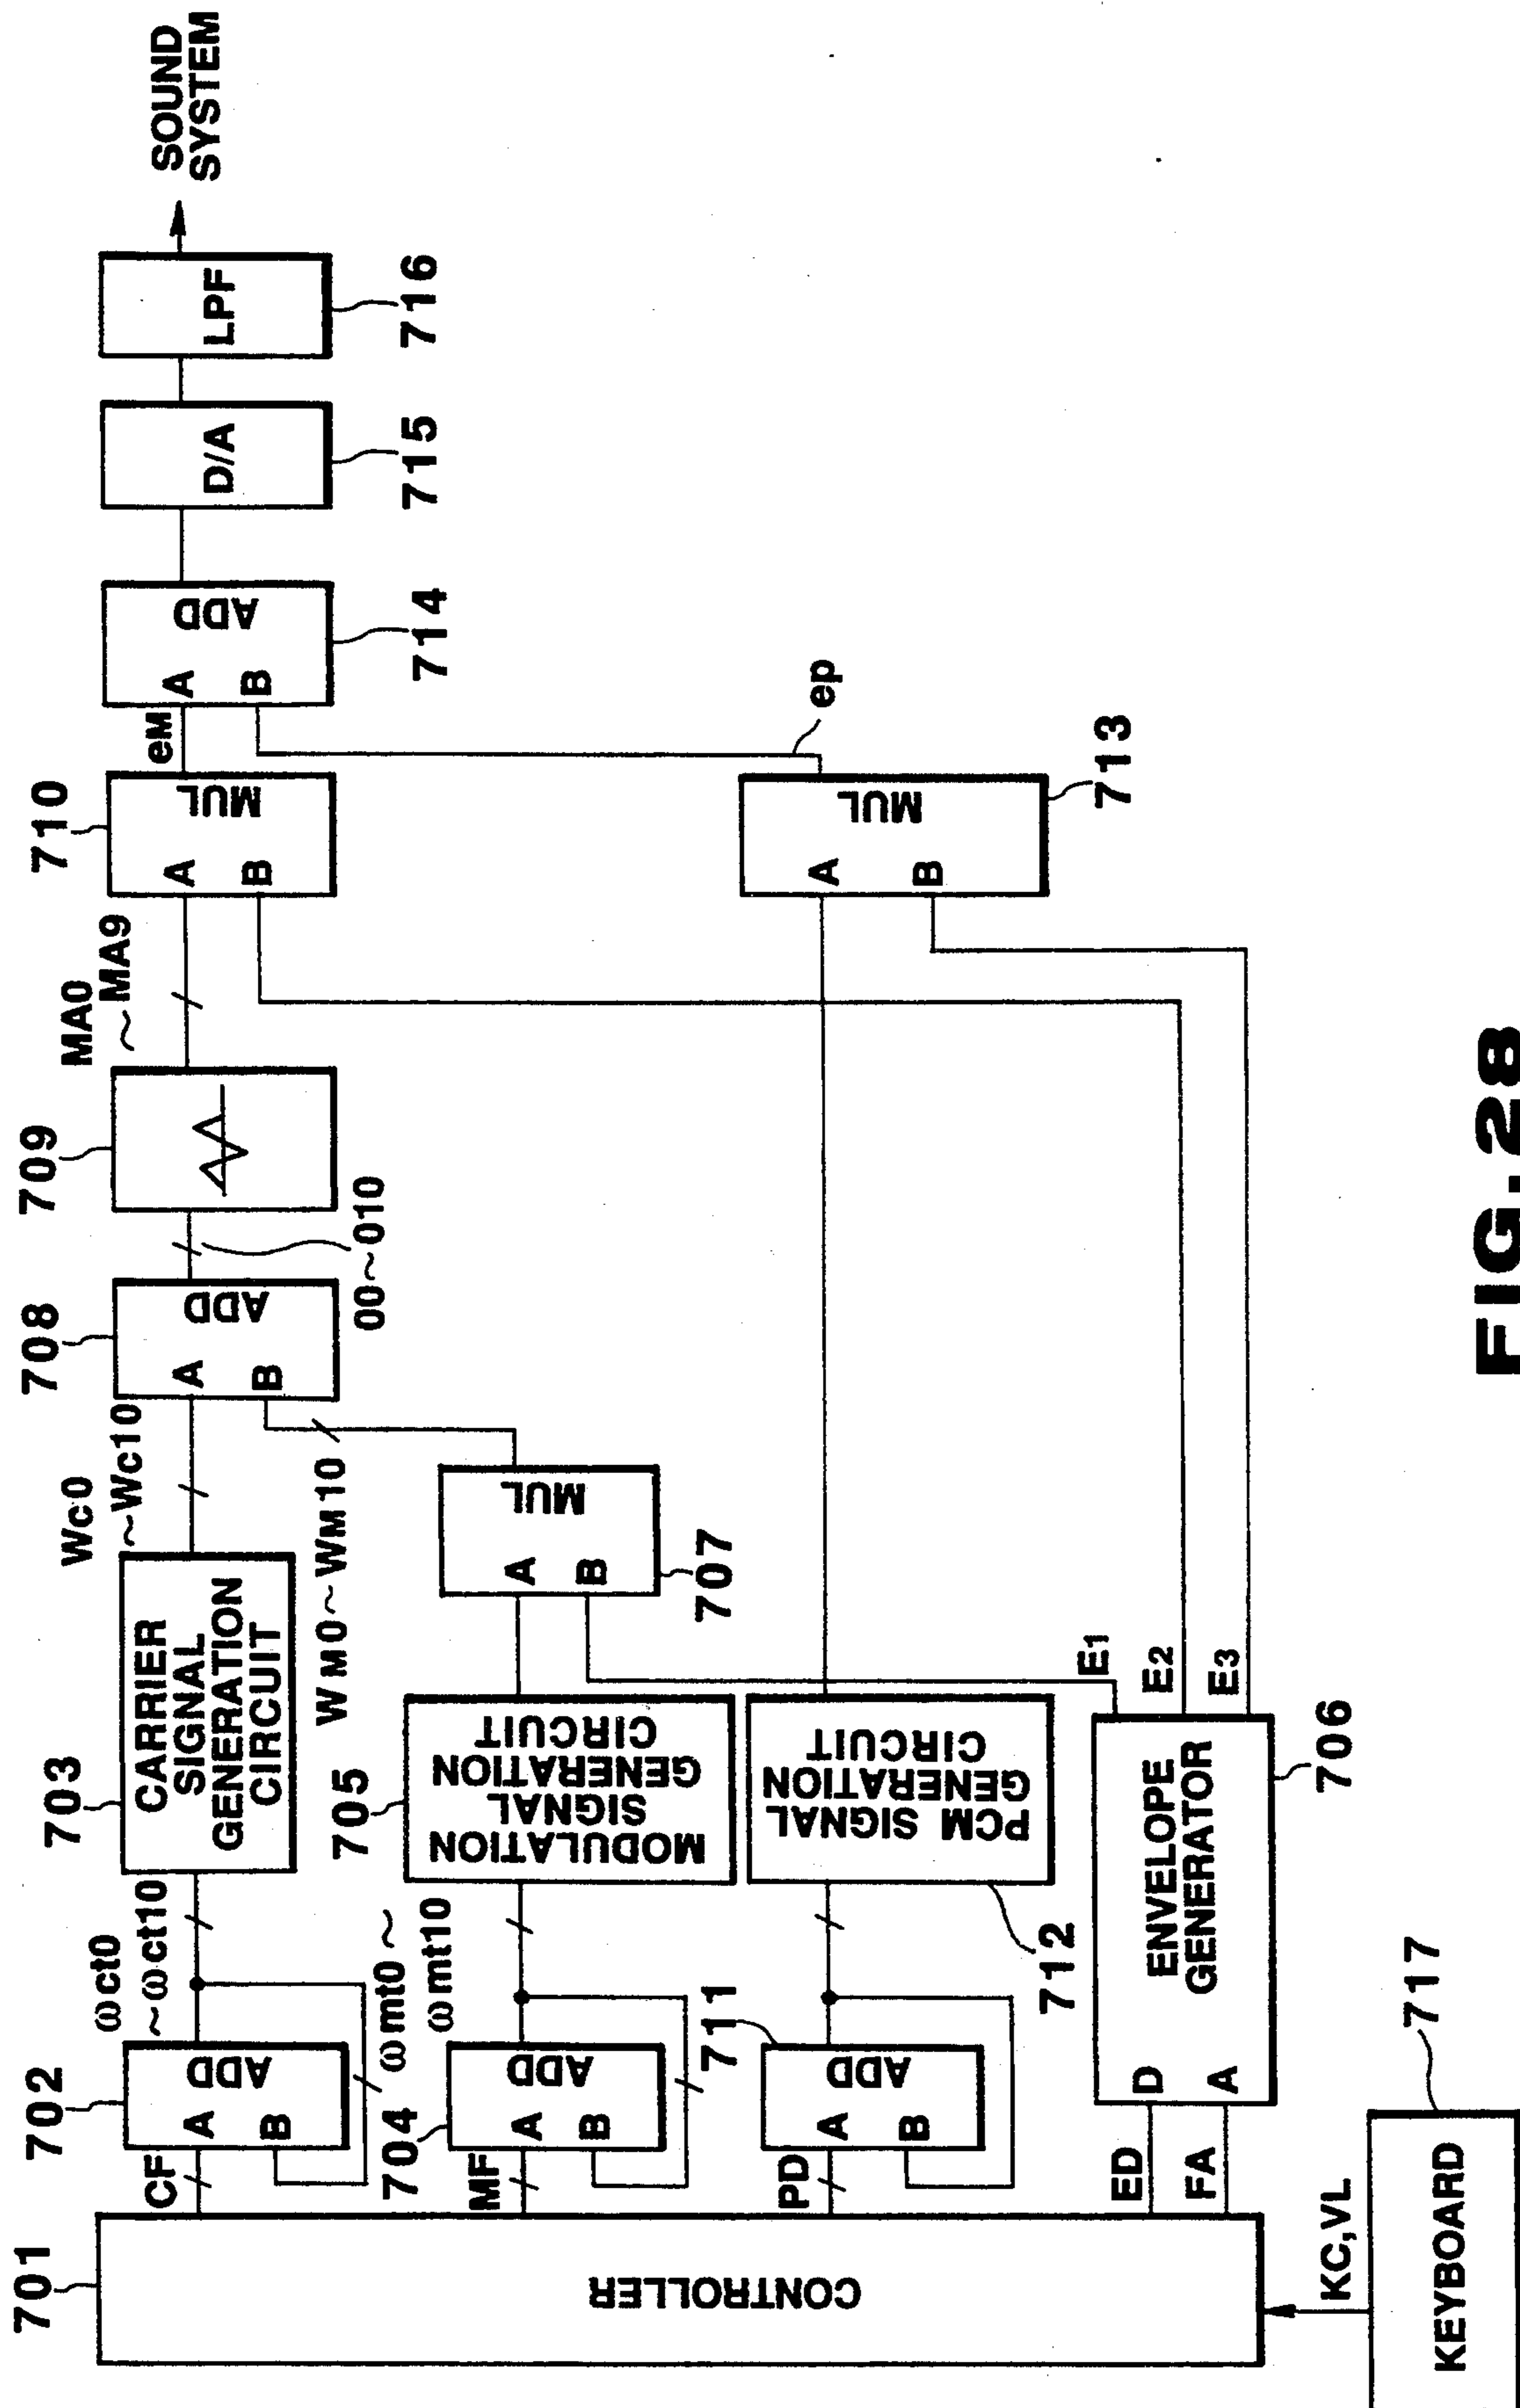 701
CONTROLLER
KEYBOARD
717
KC,VL
CF
MF
PD
ED
FA
702
A
B
ADD
ωct0
~ωct10
704
A
B
ADD
ωmt0~
ωmt10
711
A
B
ADD
D
A
ENVELOPE
GENERATOR
706
E1
E2
E3
703
CARRIER
SIGNAL
GENERATION
CIRCUIT
705
MODULATION
SIGNAL
GENERATION
CIRCUIT
712
PCM SIGNAL
GENERATION
CIRCUIT
Wc0
~Wc10
WM0~WM10
707
A
B
MUL
708
A
B
ADD
00~010
709
MA0
~MA9
710
A
B
MUL
eM
713
A
B
MUL
ep
714
A
B
ADD
715
D/A
716
LPF
SOUND
SYSTEM
FIG.28